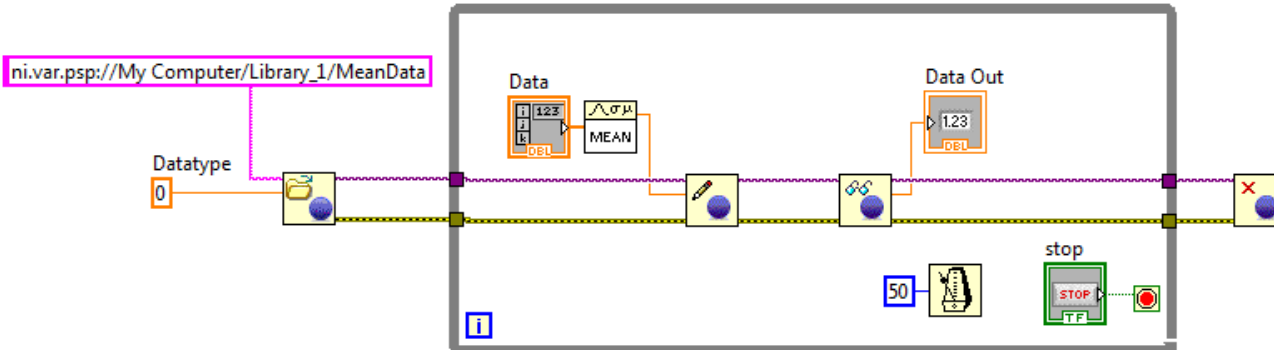 ni.var.psp://My Computer/Library_1/MeanData
Data
Data Out
i
j
k
123
DBL
σμ
MEAN
1.23
DBL
Datatype
0
stop
50
STOP
TF
i